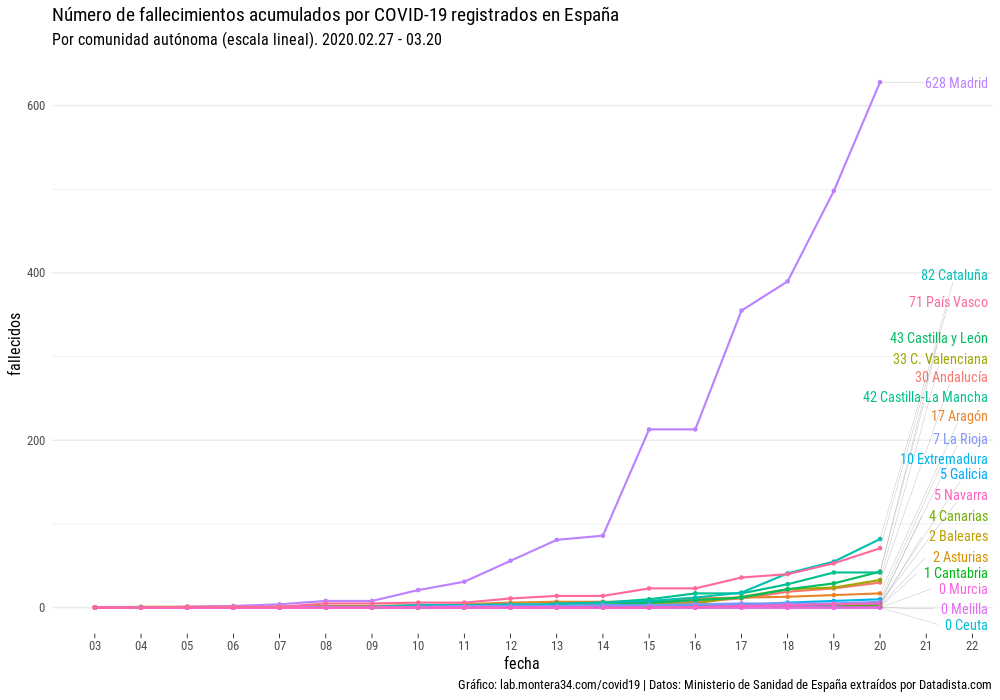 Número de fallecimientos acumulados por COVID-19 registrados en España
Por comunidad autónoma (escala lineal). 2020.02.27 - 03.20
628 Madrid
600
82 Cataluña
400
71 País Vasco
43 Castilla y León
33 C. Valenciana
30 Andalucía
42 Castilla-La Mancha
17 Aragón
200
7 La Rioja
10 Extremadura
5 Galicia
5 Navarra
4 Canarias
2 Baleares
2 Asturias
1 Cantabria
0 Murcia
0
0 Melilla
0 Ceuta
fallecidos
03 04 05 06 07 08 09 10 11 12 13 14 15 16 17 18 19 20 21 22
fecha
Gráfico: lab.montera34.com/covid19 | Datos: Ministerio de Sanidad de España extraídos por Datadista.com